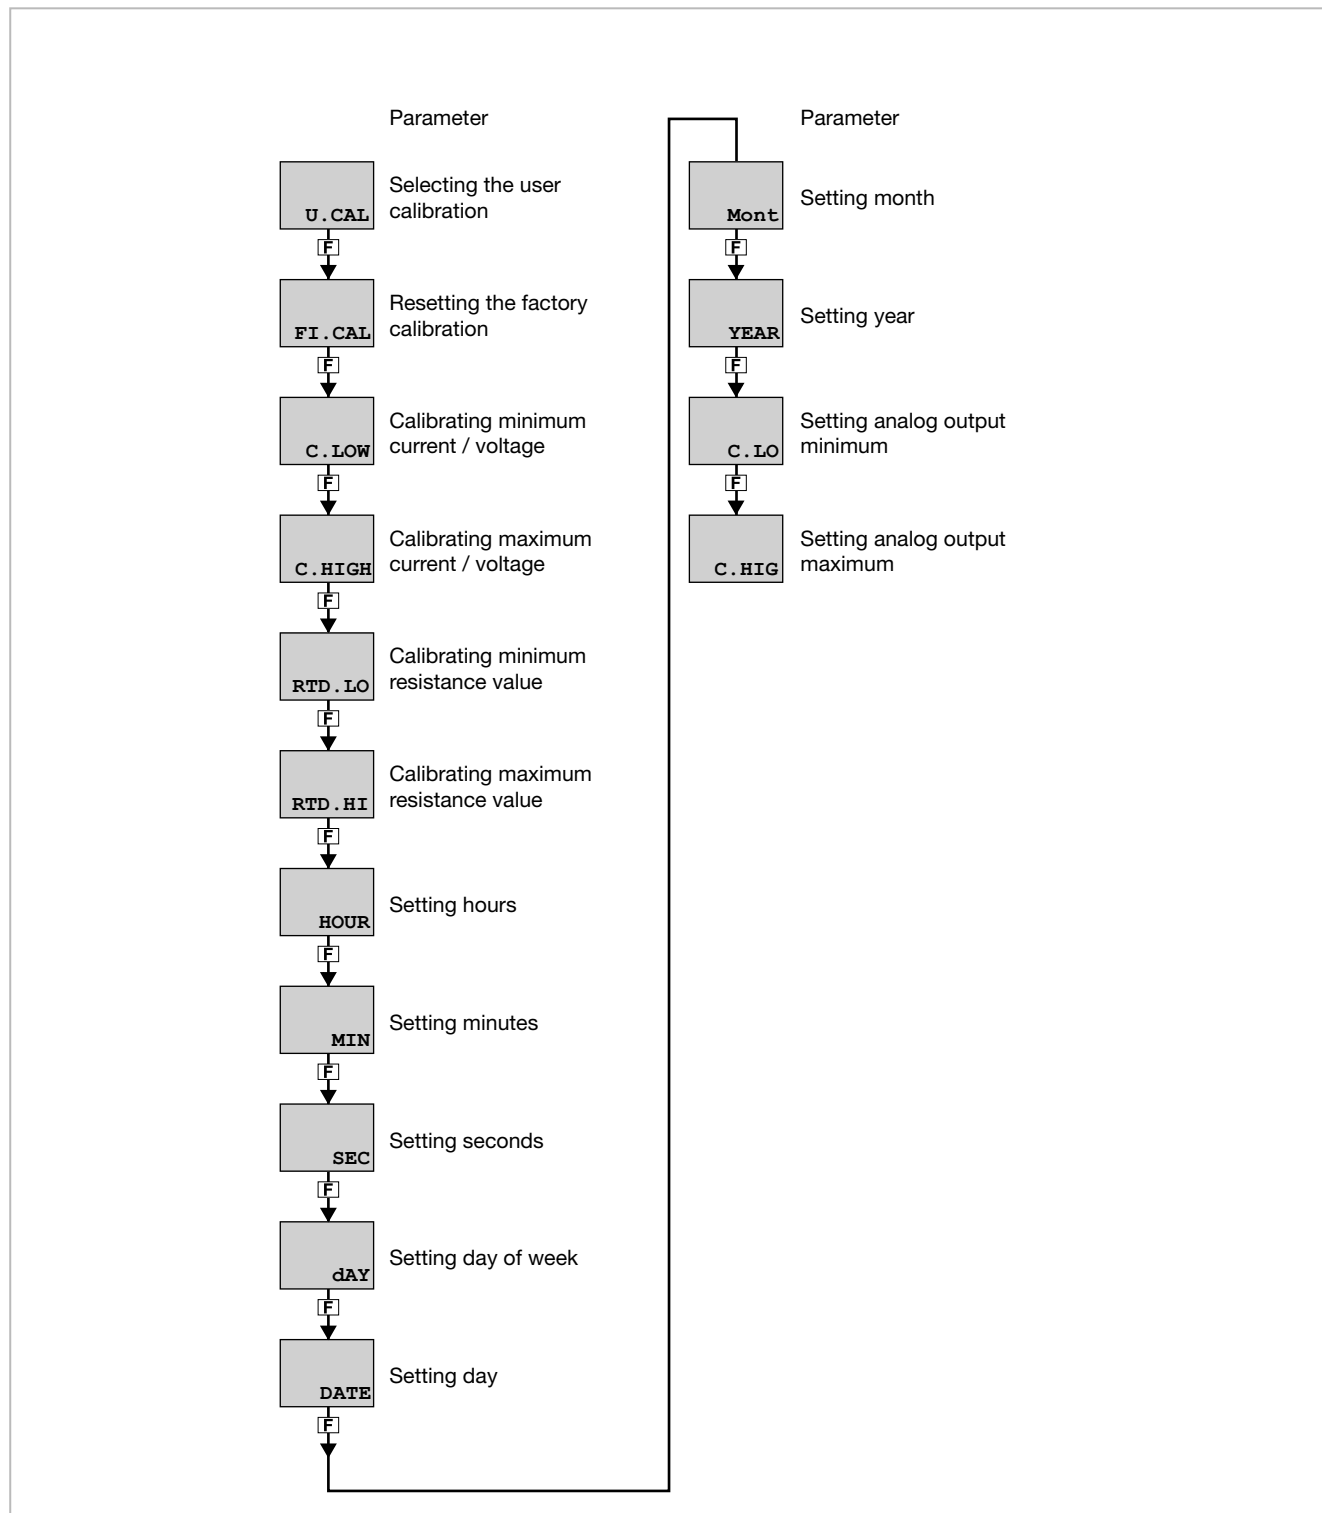 Parameter
U.CAL
Selecting the user
calibration
F
FI.CAL
Resetting the factory
calibration
F
C.LOW
Calibrating minimum
current / voltage
F
C.HIGH
Calibrating maximum
current / voltage
F
RTD.LO
Calibrating minimum
resistance value
F
RTD.HI
Calibrating maximum
resistance value
F
HOUR
Setting hours
F
MIN
Setting minutes
F
SEC
Setting seconds
F
dAY
Setting day of week
F
DATE
Setting day
F
Parameter
Mont
Setting month
F
YEAR
Setting year
F
C.LO
Setting analog output
minimum
F
C.HIG
Setting analog output
maximum